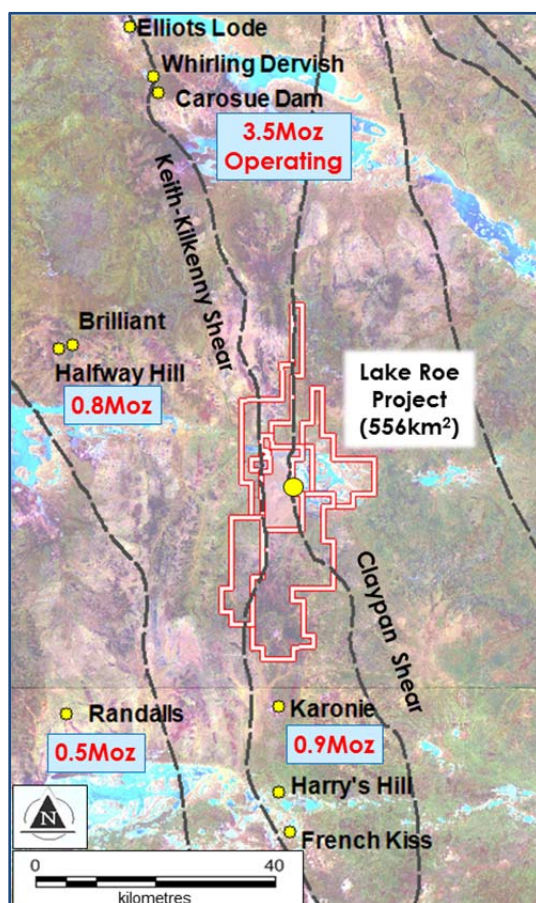 Elliots Lode
Whirling Dervish
Carosue Dam
3.5Moz
Operating
Keith-Kilkenny Shear
Brilliant
Halfway Hill
0.8Moz
Lake Roe
Project
(556km²)
Claypan Shear
Randalls
0.5Moz
Karonie
0.9Moz
Harry's Hill
French Kiss
N
0 40
kilometres